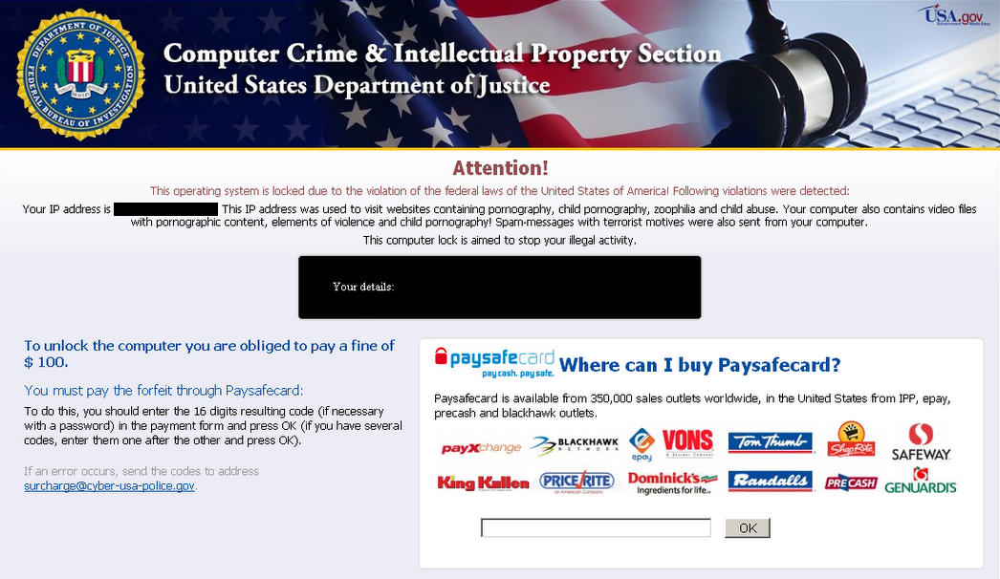 DEPARTMENT OF JUSTICE
FEDERAL BUREAU OF INVESTIGATION
USA.gov
Government Made Easy
Computer Crime & Intellectual Property Section
United States Department of Justice
Attention!
This operating system is locked due to the violation of the federal laws of the United States of America! Following violations were detected:
Your IP address is This IP address was used to visit websites containing pornography, child pornography, zoophilia and child abuse. Your computer also contains video files
with pornographic content, elements of violence and child pornography! Spam-messages with terrorist motives were also sent from your computer.
This computer lock is aimed to stop your illegal activity.
Your details:
To unlock the computer you are obliged to pay a fine of
$ 100.
You must pay the forfeit through Paysafecard:
To do this, you should enter the 16 digits resulting code (if necessary
with a password) in the payment form and press OK (if you have several
codes, enter them one after the other and press OK).
If an error occurs, send the codes to address
surcharge@cyber-usa-police.gov.
paysafecard
pay cash. pay safe.
Where can I buy Paysafecard?
Paysafecard is available from 350,000 sales outlets worldwide, in the United States from IPP, epay,
precash and blackhawk outlets.
payXchange BLACKHAWK NETWORK epay VONS Tom Thumb ShopRite SAFEWAY
King Kullen PRICE RITE an American Company Dominick's Ingredients for life.. Randalls PRECASH GENUARDI'S
OK